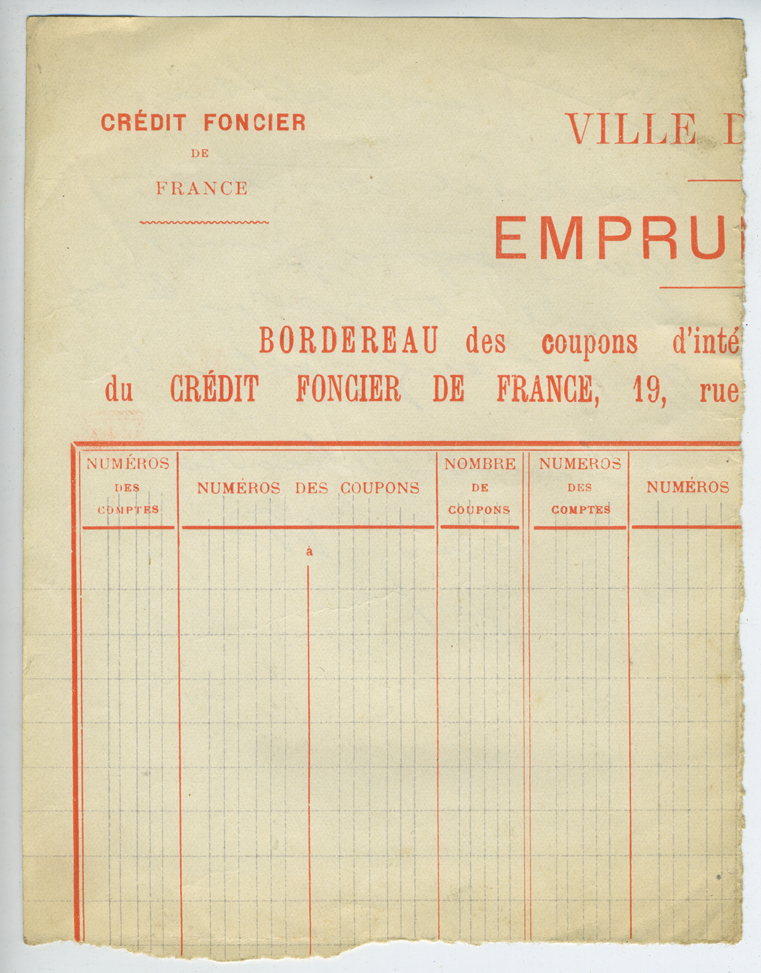 CRÉDIT FONCIER
DE
FRANCE
VILLE D
EMPRU
BORDEREAU des coupons d'inté
du CRÉDIT FONCIER DE FRANCE, 19, rue
NUMÉROS DES COMPTES
NUMÉROS DES COUPONS
NOMBRE DE COUPONS
NUMEROS DES COMPTES
NUMÉROS
à